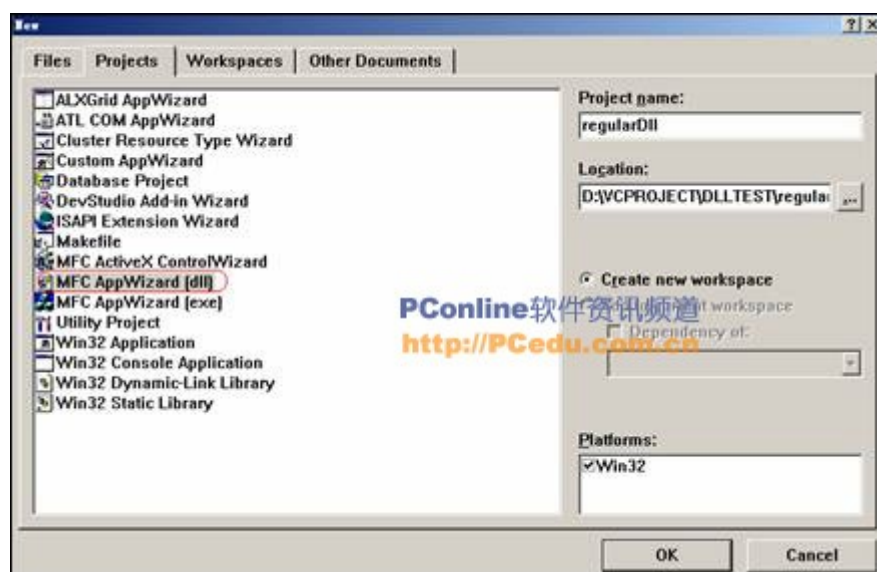 New
Files Projects Workspaces Other Documents
ALXGrid AppWizard
ATL COM AppWizard
Cluster Resource Type Wizard
Custom AppWizard
Database Project
DevStudio Add-in Wizard
ISAPI Extension Wizard
Makefile
MFC ActiveX ControlWizard
MFC AppWizard (dll)
MFC AppWizard (exe)
Utility Project
Win32 Application
Win32 Console Application
Win32 Dynamic-Link Library
Win32 Static Library
Project name:
regularDll
Location:
D:\VCPROJECT\DLLTEST\regular
...
Create new workspace
workspace
Dependency of:
PConline软件资讯频道
http://PCedu.com.cn
Platforms:
Win32
OK Cancel